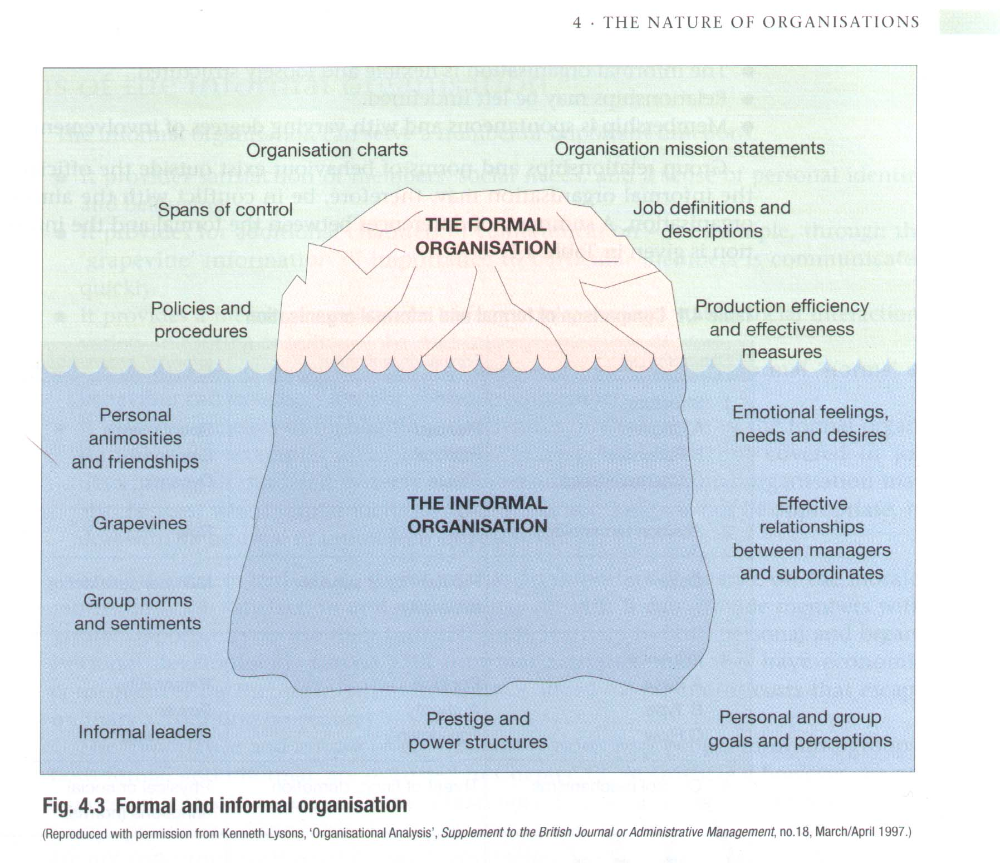 4 · THE NATURE OF ORGANISATIONS
Organisation charts
Organisation mission statements
Spans of control
THE FORMAL
ORGANISATION
Job definitions and
descriptions
Policies and
procedures
Production efficiency
and effectiveness
measures
Personal
animosities
and friendships
Emotional feelings,
needs and desires
Grapevines
THE INFORMAL
ORGANISATION
Effective
relationships
between managers
and subordinates
Group norms
and sentiments
Informal leaders
Prestige and
power structures
Personal and group
goals and perceptions
Fig. 4.3 Formal and informal organisation
(Reproduced with permission from Kenneth Lysons, ‘Organisational Analysis’, Supplement to the British Journal or Administrative Management, no.18, March/April 1997.)